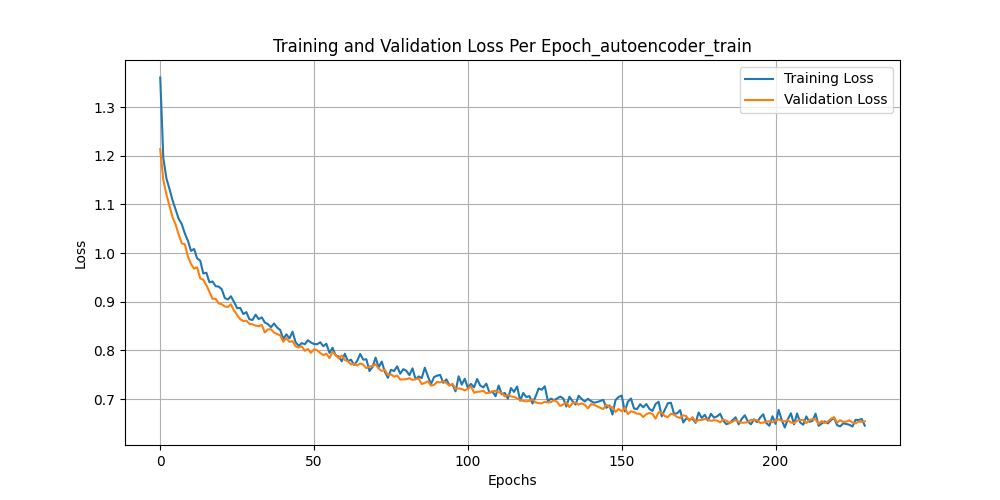 Training and Validation Loss Per Epoch_autoencoder_train
Training Loss
Validation Loss
1.3
1.2
1.1
1.0
0.9
0.8
0.7
Loss
0 50 100 150 200
Epochs